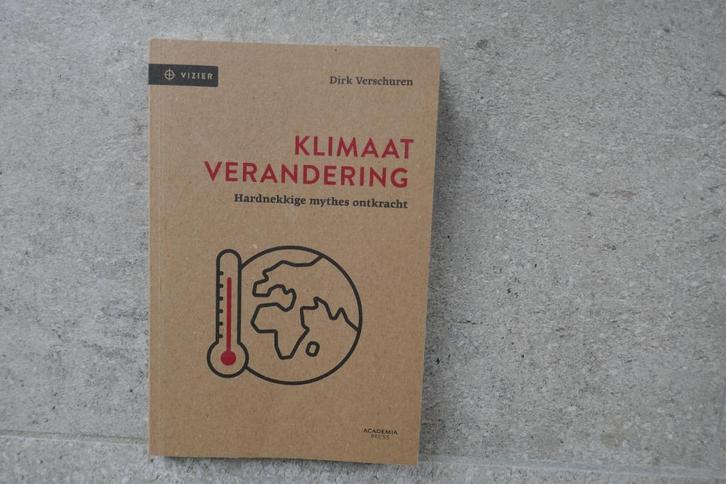 VIZIER
Dirk Verschuren
KLIMAAT
VERANDERING
Hardnekkige mythes ontkracht
ACADEMIA
PRESS